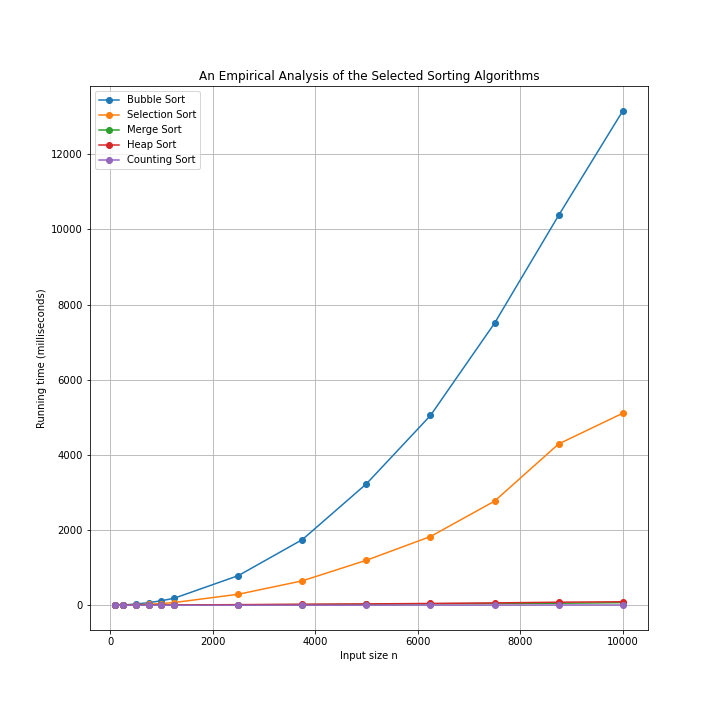 An Empirical Analysis of the Selected Sorting Algorithms
Bubble Sort
Selection Sort
Merge Sort
Heap Sort
Counting Sort
Running time (milliseconds)
12000
10000
8000
6000
4000
2000
0
0 2000 4000 6000 8000 10000
Input size n